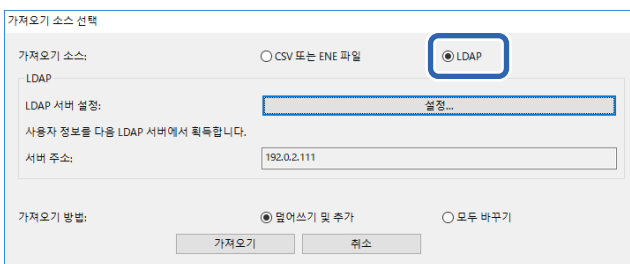 가져오기 소스 선택
가져오기 소스: CSV 또는 ENE 파일 LDAP
LDAP
LDAP 서버 설정: 설정...
사용자 정보를 다음 LDAP 서버에서 획득합니다.
서버 주소: 192.0.2.111
가져오기 방법: 덮어쓰기 및 추가 모두 바꾸기
가져오기 취소